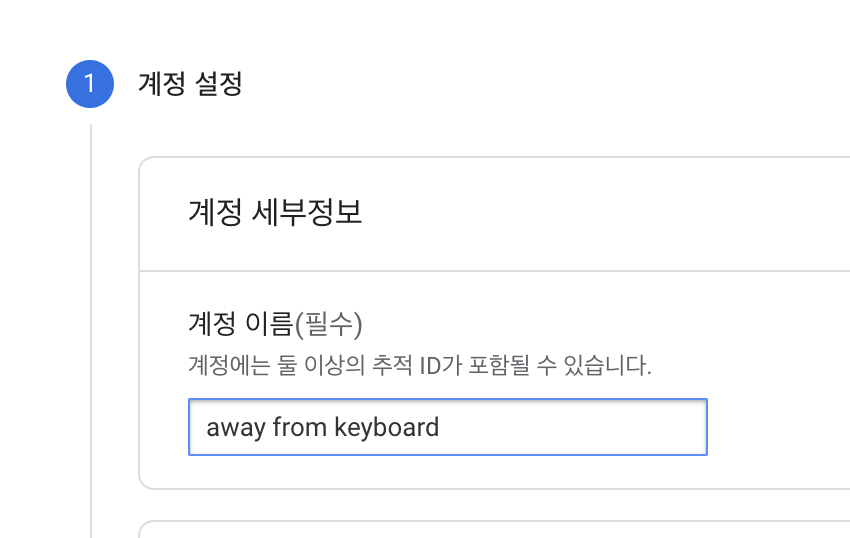 1 계정 설정
계정 세부정보
계정 이름(필수)
계정에는 둘 이상의 추적 ID가 포함될 수 있습니다.
away from keyboard